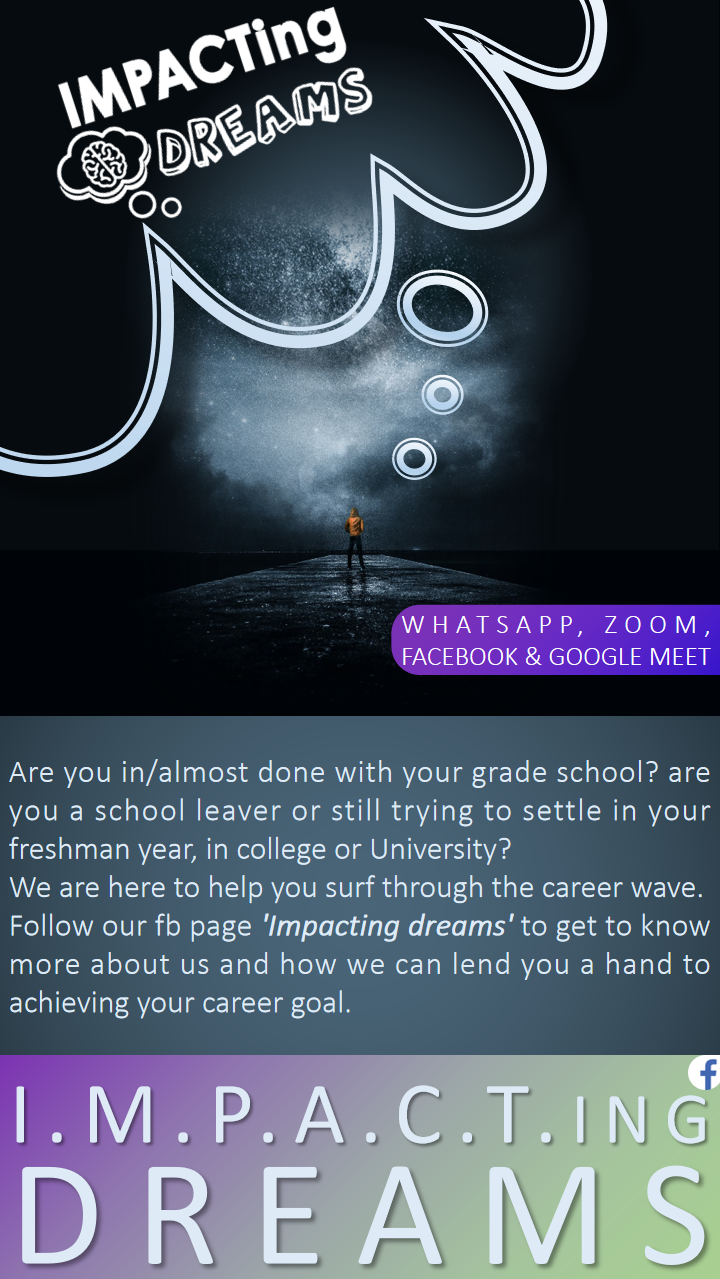 IMPACTing
DREAMS
WHATSAPP, ZOOM,
FACEBOOK & GOOGLE MEET
Are you in/almost done with your grade school? are
you a school leaver or still trying to settle in your
freshman year, in college or University?
We are here to help you surf through the career wave.
Follow our fb page 'Impacting dreams' to get to know
more about us and how we can lend you a hand to
achieving your career goal.
I.M.P.A.C.T.ING
DREAMS